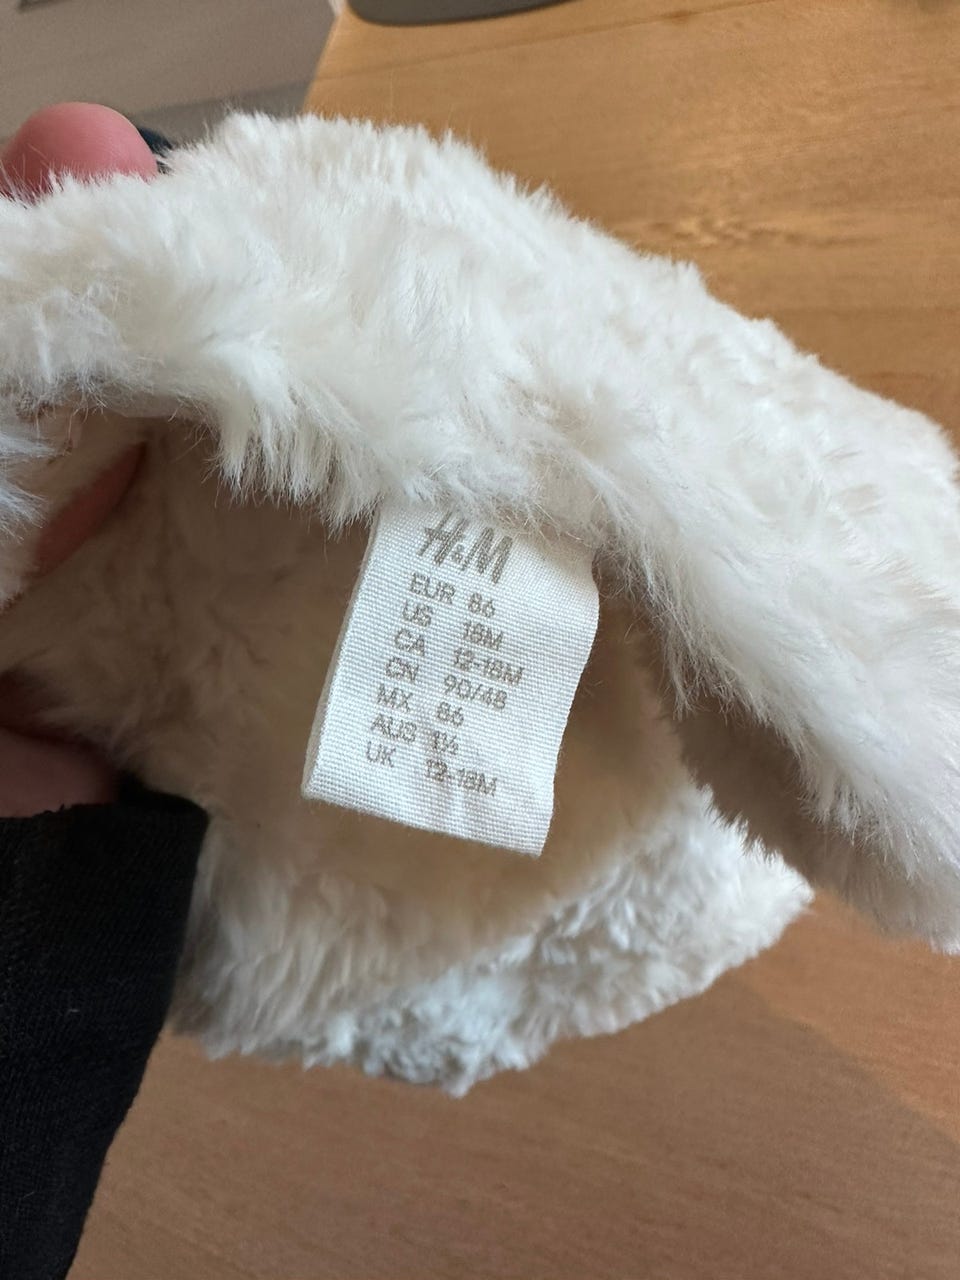 H&M
EUR 86
US 18M
CA 12-18M
CN 90/48
MX 86
AUS 1½
UK 12-18M